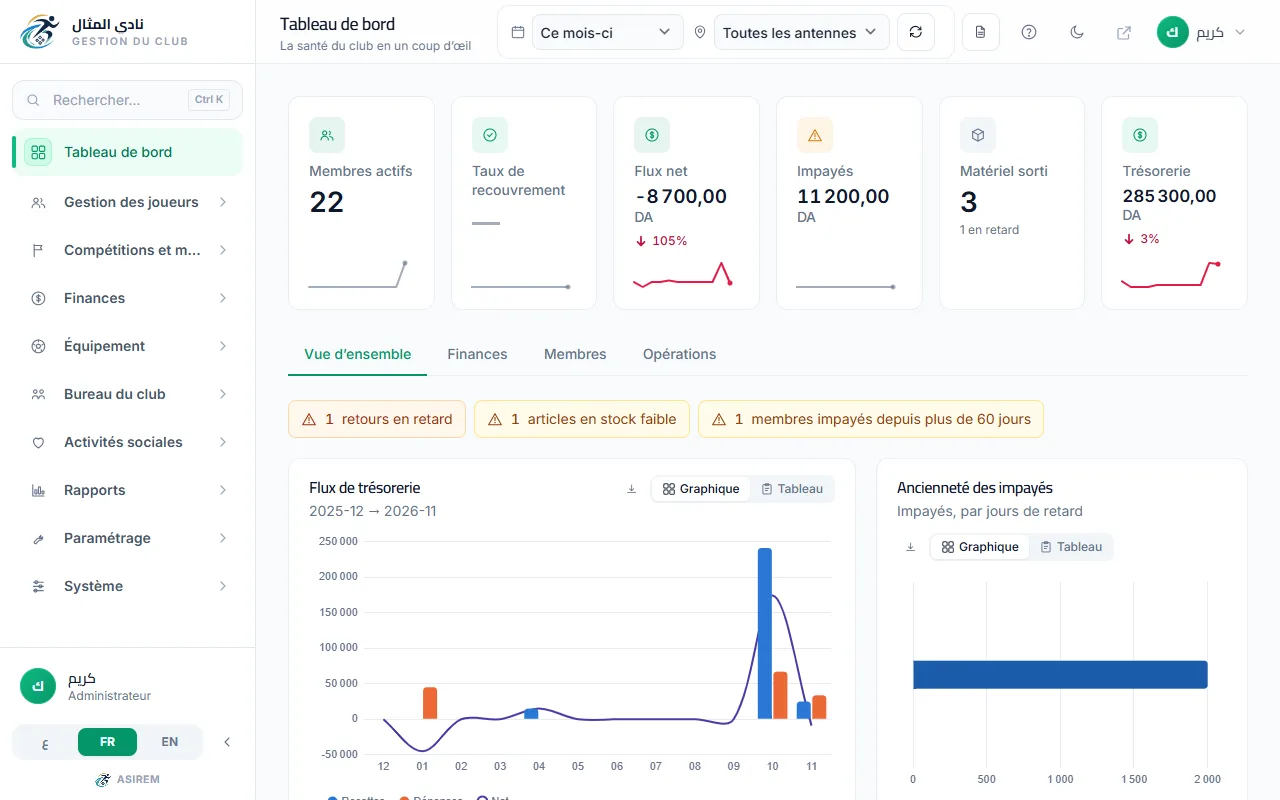 نادي المثال
GESTION DU CLUB
Rechercher...
Ctrl K
Tableau de bord
Gestion des joueurs
Compétitions et m...
Finances
Équipement
Bureau du club
Activités sociales
Rapports
Paramétrage
Système
ك
كريم
Administrateur
ع
FR
EN
ASIREM
Tableau de bord
La santé du club en un coup d’œil
Ce mois-ci
Toutes les antennes
ك
كريم
Membres actifs
22
Taux de
recouvrement
—
Flux net
-8 700,00
DA
↓ 105%
Impayés
11 200,00
DA
Matériel sorti
3
1 en retard
Trésorerie
285 300,00
DA
↓ 3%
Vue d’ensemble
Finances
Membres
Opérations
1 retours en retard
1 articles en stock faible
1 membres impayés depuis plus de 60 jours
Flux de trésorerie
2025-12 → 2026-11
Graphique
Tableau
250 000
200 000
150 000
100 000
50 000
0
-50 000
12 01 02 03 04 05 06 07 08 09 10 11
Recettes Dépenses Net
Ancienneté des impayés
Impayés, par jours de retard
Graphique
Tableau
0 500 1 000 1 500 2 000